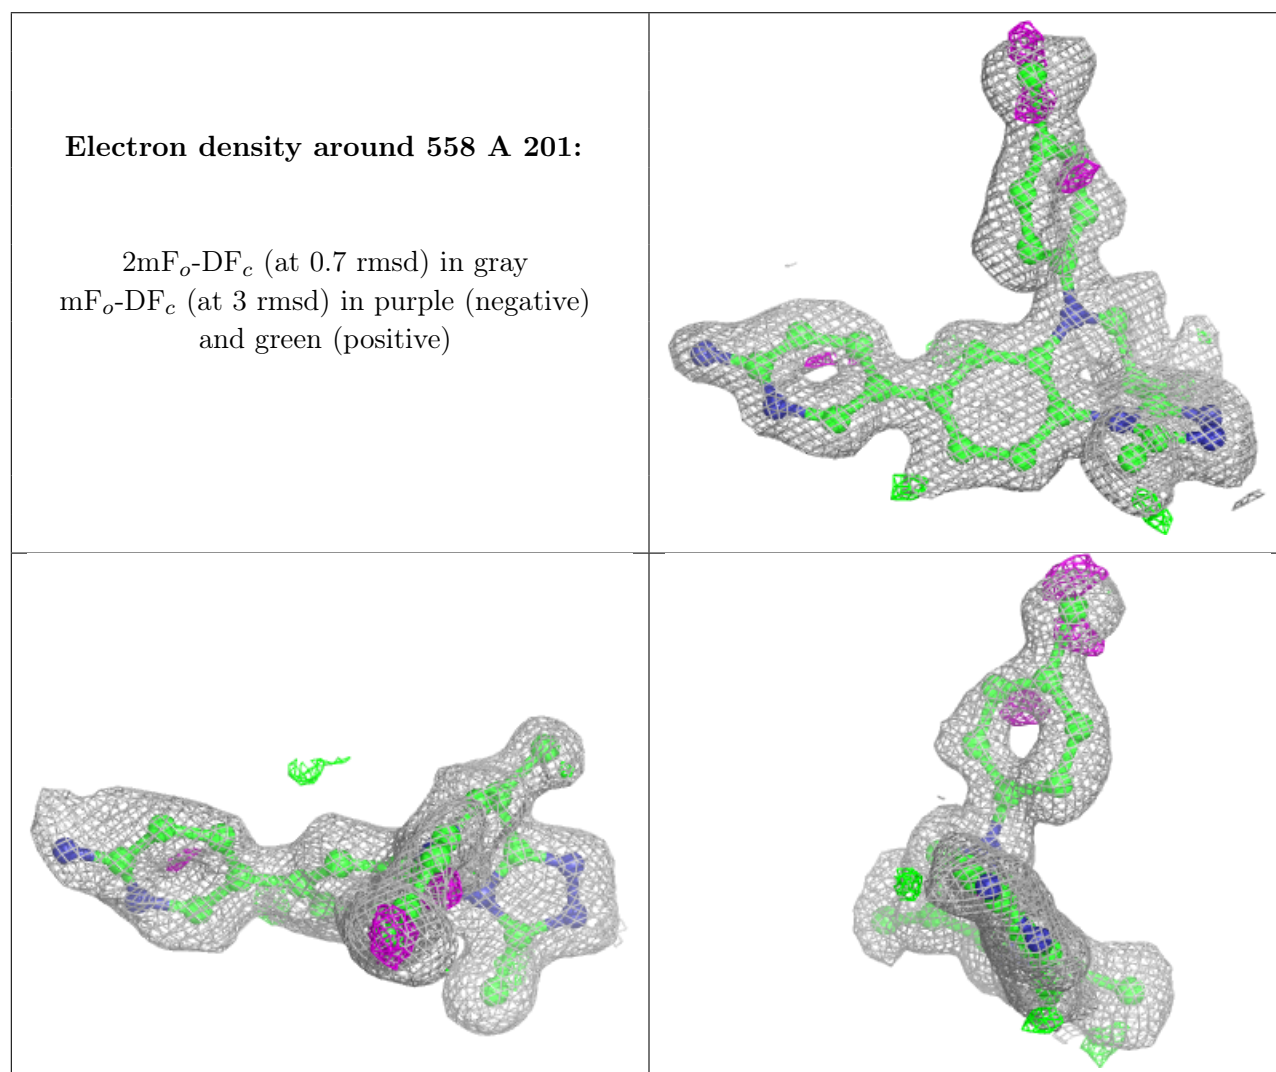 Electron density around 558 A 201:
2mFo-DFc (at 0.7 rmsd) in gray
mFo-DFc (at 3 rmsd) in purple (negative)
and green (positive)